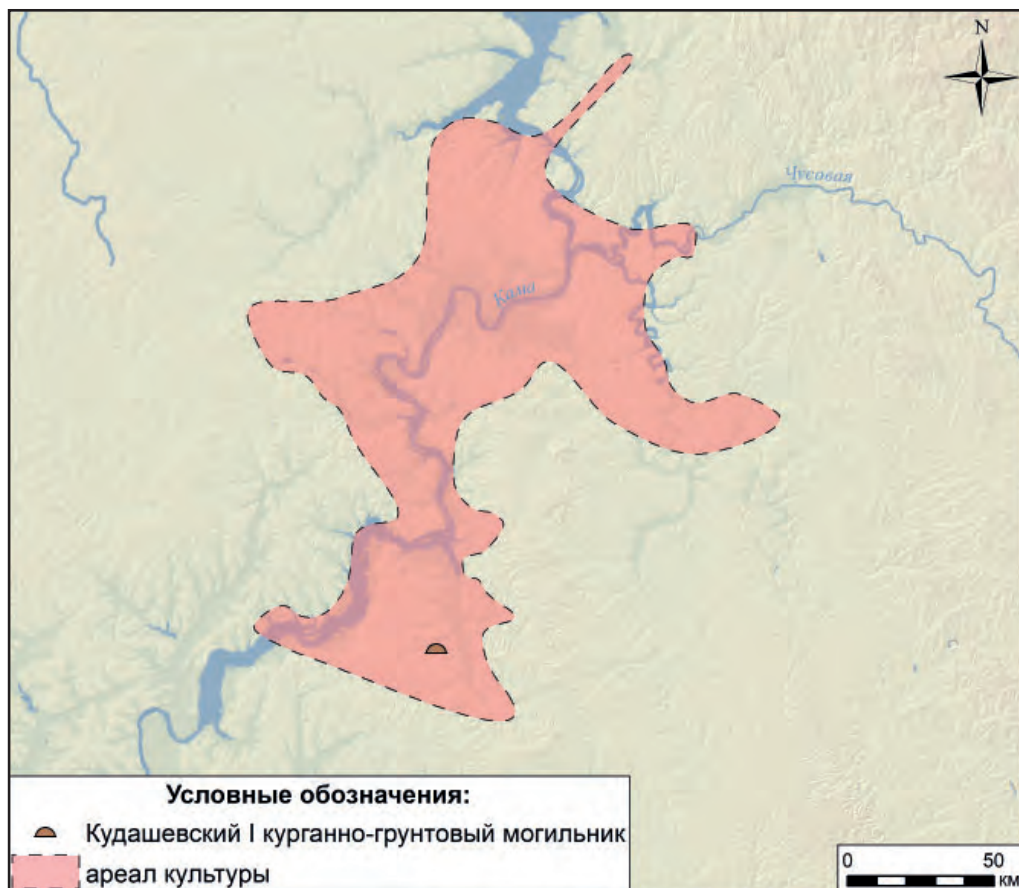 N
Чусовая
Кама
Условные обозначения:
Кудашевский I курганно-грунтовый могильник
ареал культуры
0 50
км